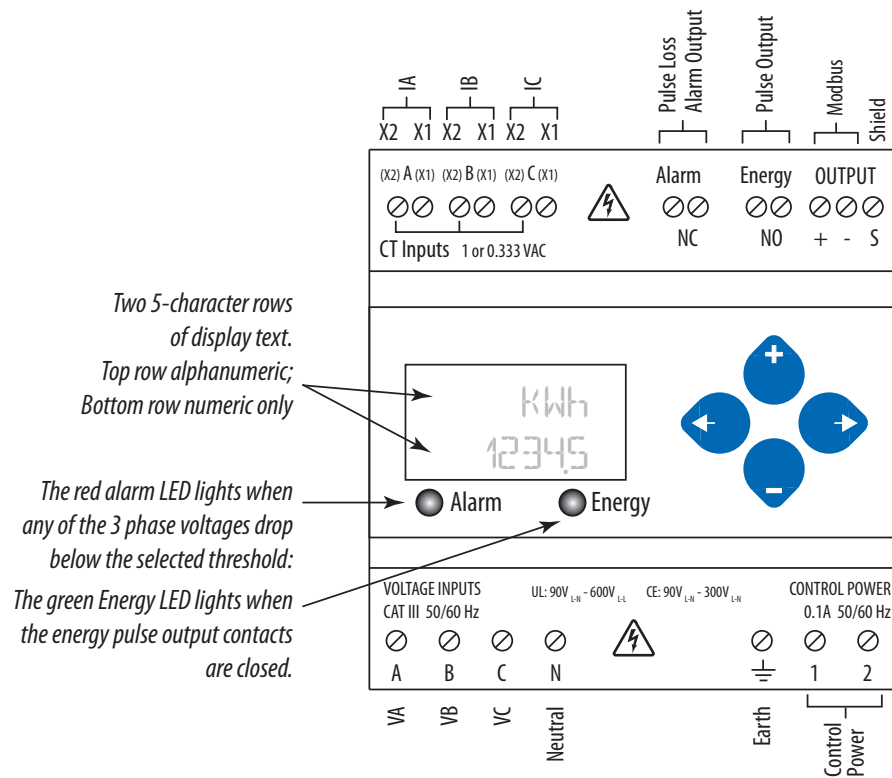 IA IB IC
X2 X1 X2 X1 X2 X1
Pulse Loss
Alarm Output
Pulse Output
Modbus
Shield
(X2) A (X1) (X2) B (X1) (X2) C (X1)
Alarm Energy OUTPUT
CT Inputs 1 or 0.333 VAC
NC NO + - S
Two 5-character rows
of display text.
Top row alphanumeric;
Bottom row numeric only
KWh
1234.5
+
-
The red alarm LED lights when
any of the 3 phase voltages drop
below the selected threshold:
Alarm Energy
The green Energy LED lights when
the energy pulse output contacts
are closed.
VOLTAGE INPUTS
CAT III 50/60 Hz
UL: 90V L-N - 600V L-L CE: 90V L-N - 300V L-N
CONTROL POWER
0.1A 50/60 Hz
A B C N 1 2
VA VB VC Neutral Earth
Control
Power